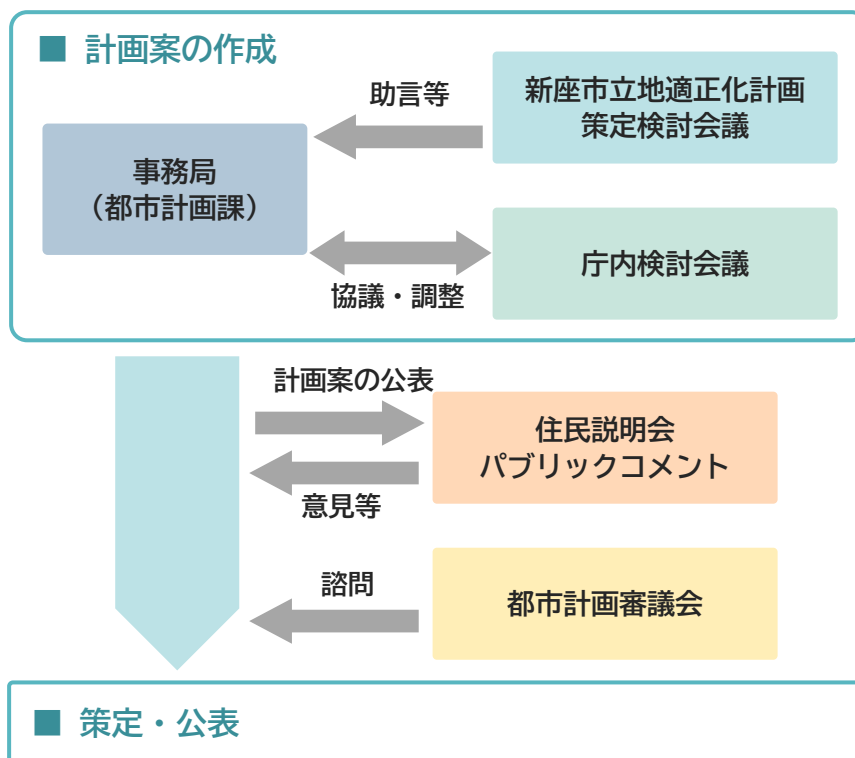 ■ 計画案の作成
助言等
新座市立地適正化計画
策定検討会議
事務局
（都市計画課）
庁内検討会議
協議・調整
計画案の公表
住民説明会
パブリックコメント
意見等
諮問
都市計画審議会
■ 策定・公表